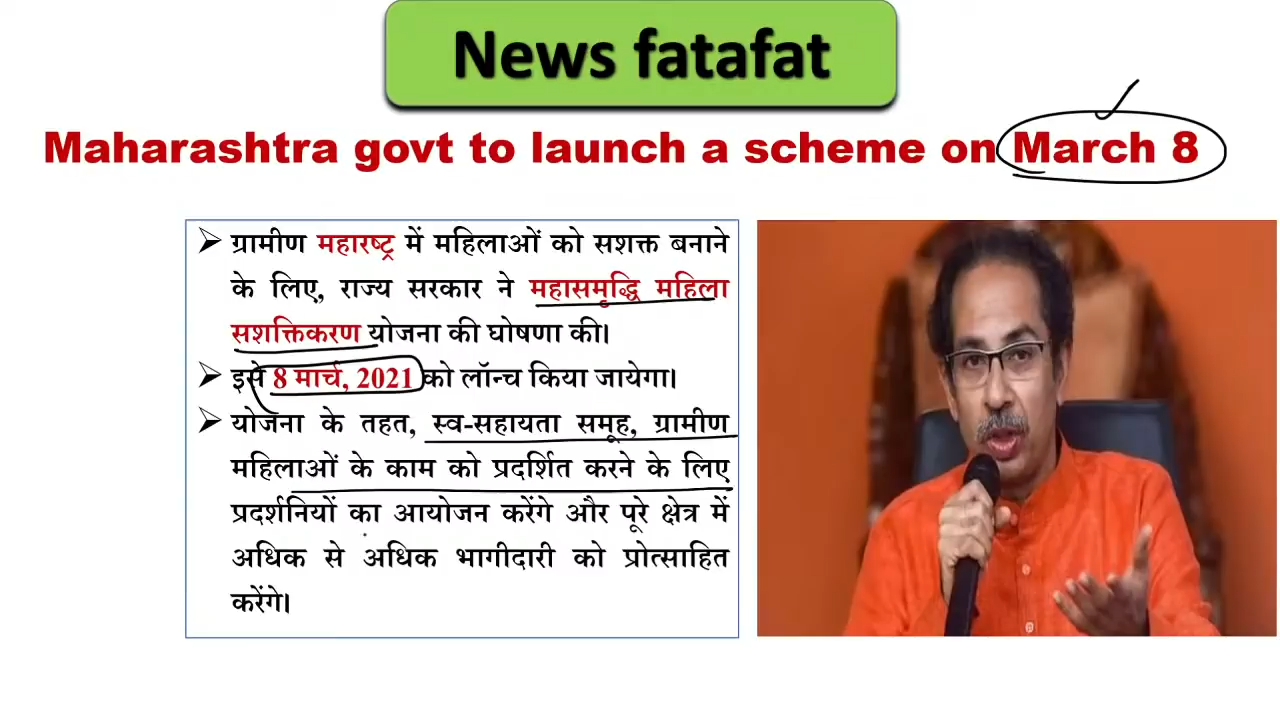 News fatafat
Maharashtra govt to launch a scheme on March 8
ग्रामीण महारष्ट्र में महिलाओं को सशक्त बनाने
के लिए, राज्य सरकार ने महासमृद्धि महिला
सशक्तिकरण योजना की घोषणा की।
इसे 8 मार्च, 2021 को लॉन्च किया जायेगा।
योजना के तहत, स्व-सहायता समूह, ग्रामीण
महिलाओं के काम को प्रदर्शित करने के लिए
प्रदर्शनियों का आयोजन करेंगे और पूरे क्षेत्र में
अधिक से अधिक भागीदारी को प्रोत्साहित
करेंगे।